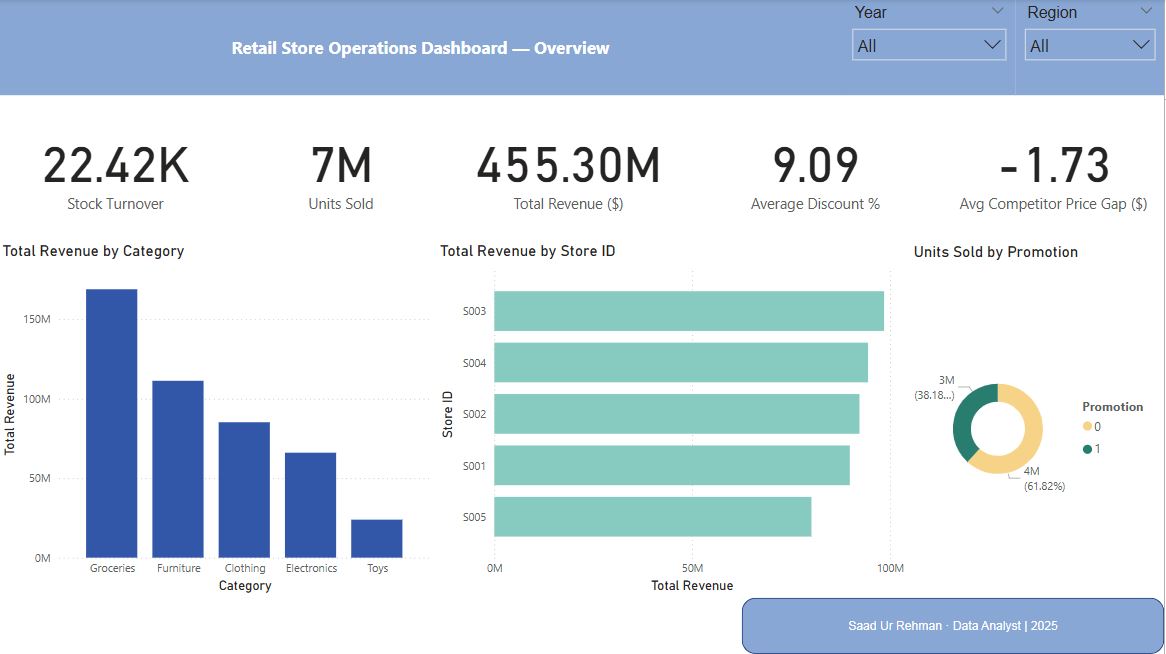 Year
Region
Retail Store Operations Dashboard — Overview
All
All
22.42K
Stock Turnover
7M
Units Sold
455.30M
Total Revenue ($)
9.09
Average Discount %
-1.73
Avg Competitor Price Gap ($)
Total Revenue by Category
Total Revenue
150M
100M
50M
0M
Groceries
Furniture
Clothing
Electronics
Toys
Category
Total Revenue by Store ID
Store ID
S003
S004
S002
S001
S005
0M
50M
100M
Total Revenue
Units Sold by Promotion
3M
(38.18...)
4M
(61.82%)
Promotion
0
1
Saad Ur Rehman · Data Analyst | 2025